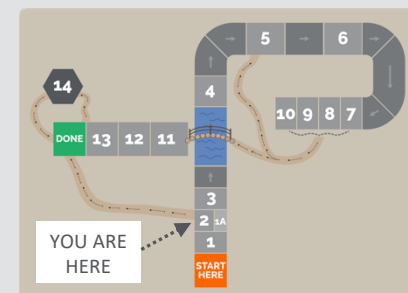 5
6
14
4
10 9 8 7
DONE 13 12 11
3
2 1A
YOU ARE
HERE
1
START
HERE